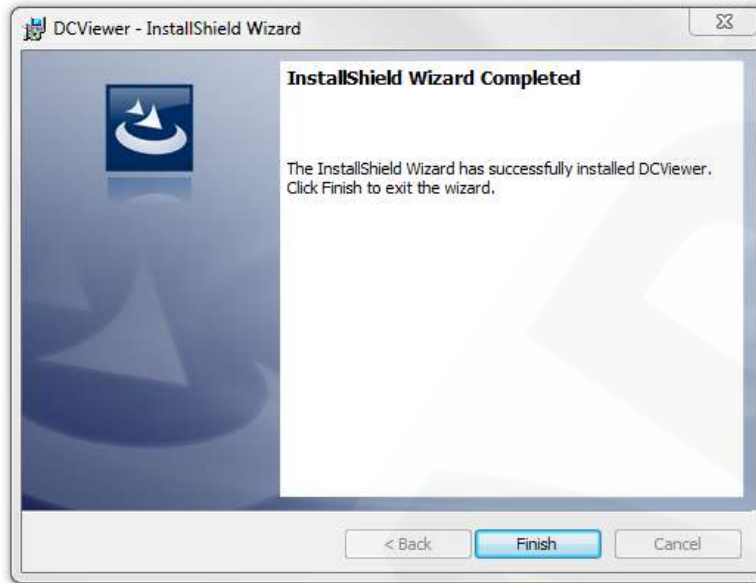 DCViewer - InstallShield Wizard
InstallShield Wizard Completed
The InstallShield Wizard has successfully installed DCViewer.
Click Finish to exit the wizard.
< Back
Finish
Cancel